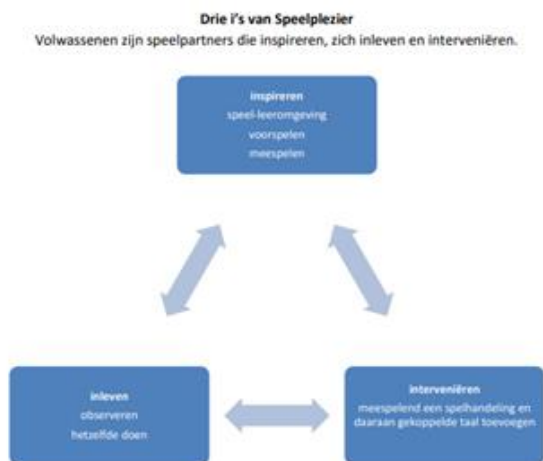 Drie i's van Speelplezier
Volwassenen zijn speelpartners die inspireren, zich inleven en interveniëren.
inspireren
speel-leeromgeving
voorspelen
meespelen
inleven
observeren
hetzelfde doen
interveniëren
meespelend een spelhandeling en
daaraan gekoppelde taal toevoegen